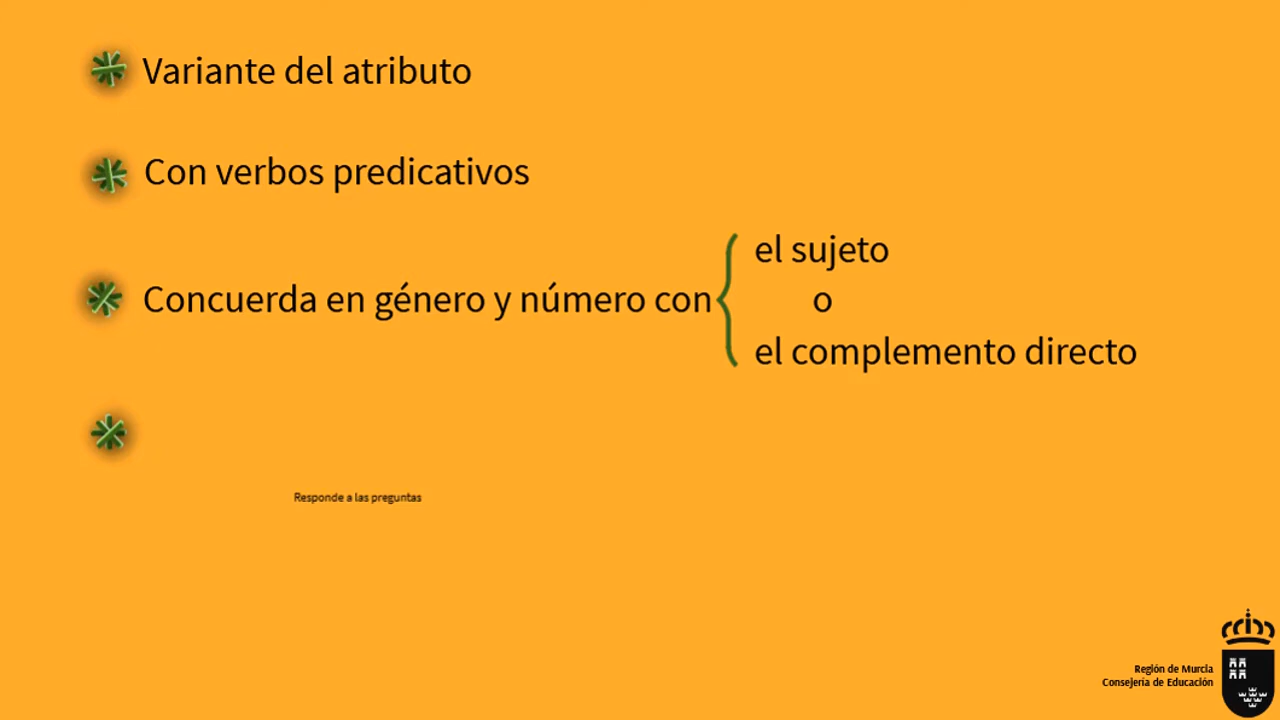 Variante del atributo
Con verbos predicativos
el sujeto
Concuerda en género y número con o
el complemento directo
Responde a las preguntas
Región de Murcia
Consejería de Educación